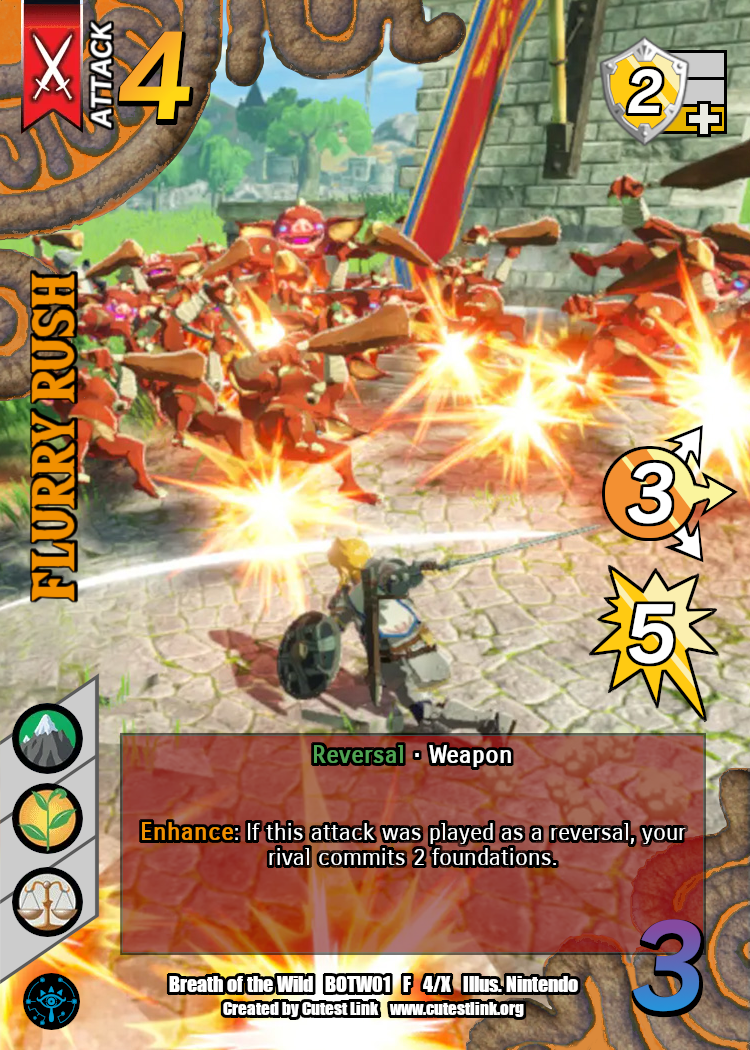 ATTACK
4
2
FLURRY RUSH
3
5
Reversal · Weapon
Enhance: If this attack was played as a reversal, your
rival commits 2 foundations.
3
Breath of the Wild BOTW01 F 4/X Illus. Nintendo
Created by Cutest Link www.cutestlink.org